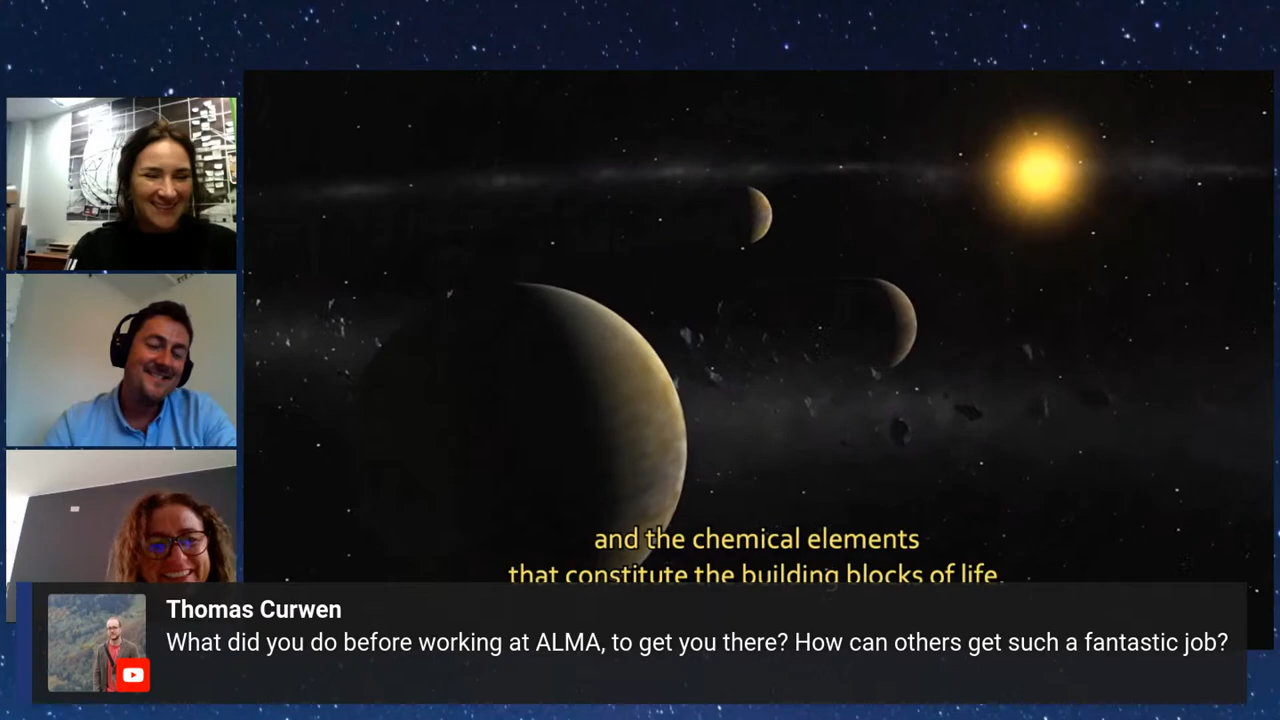 and the chemical elements
that constitute the building blocks of life.
Thomas Curwen
What did you do before working at ALMA, to get you there? How can others get such a fantastic job?